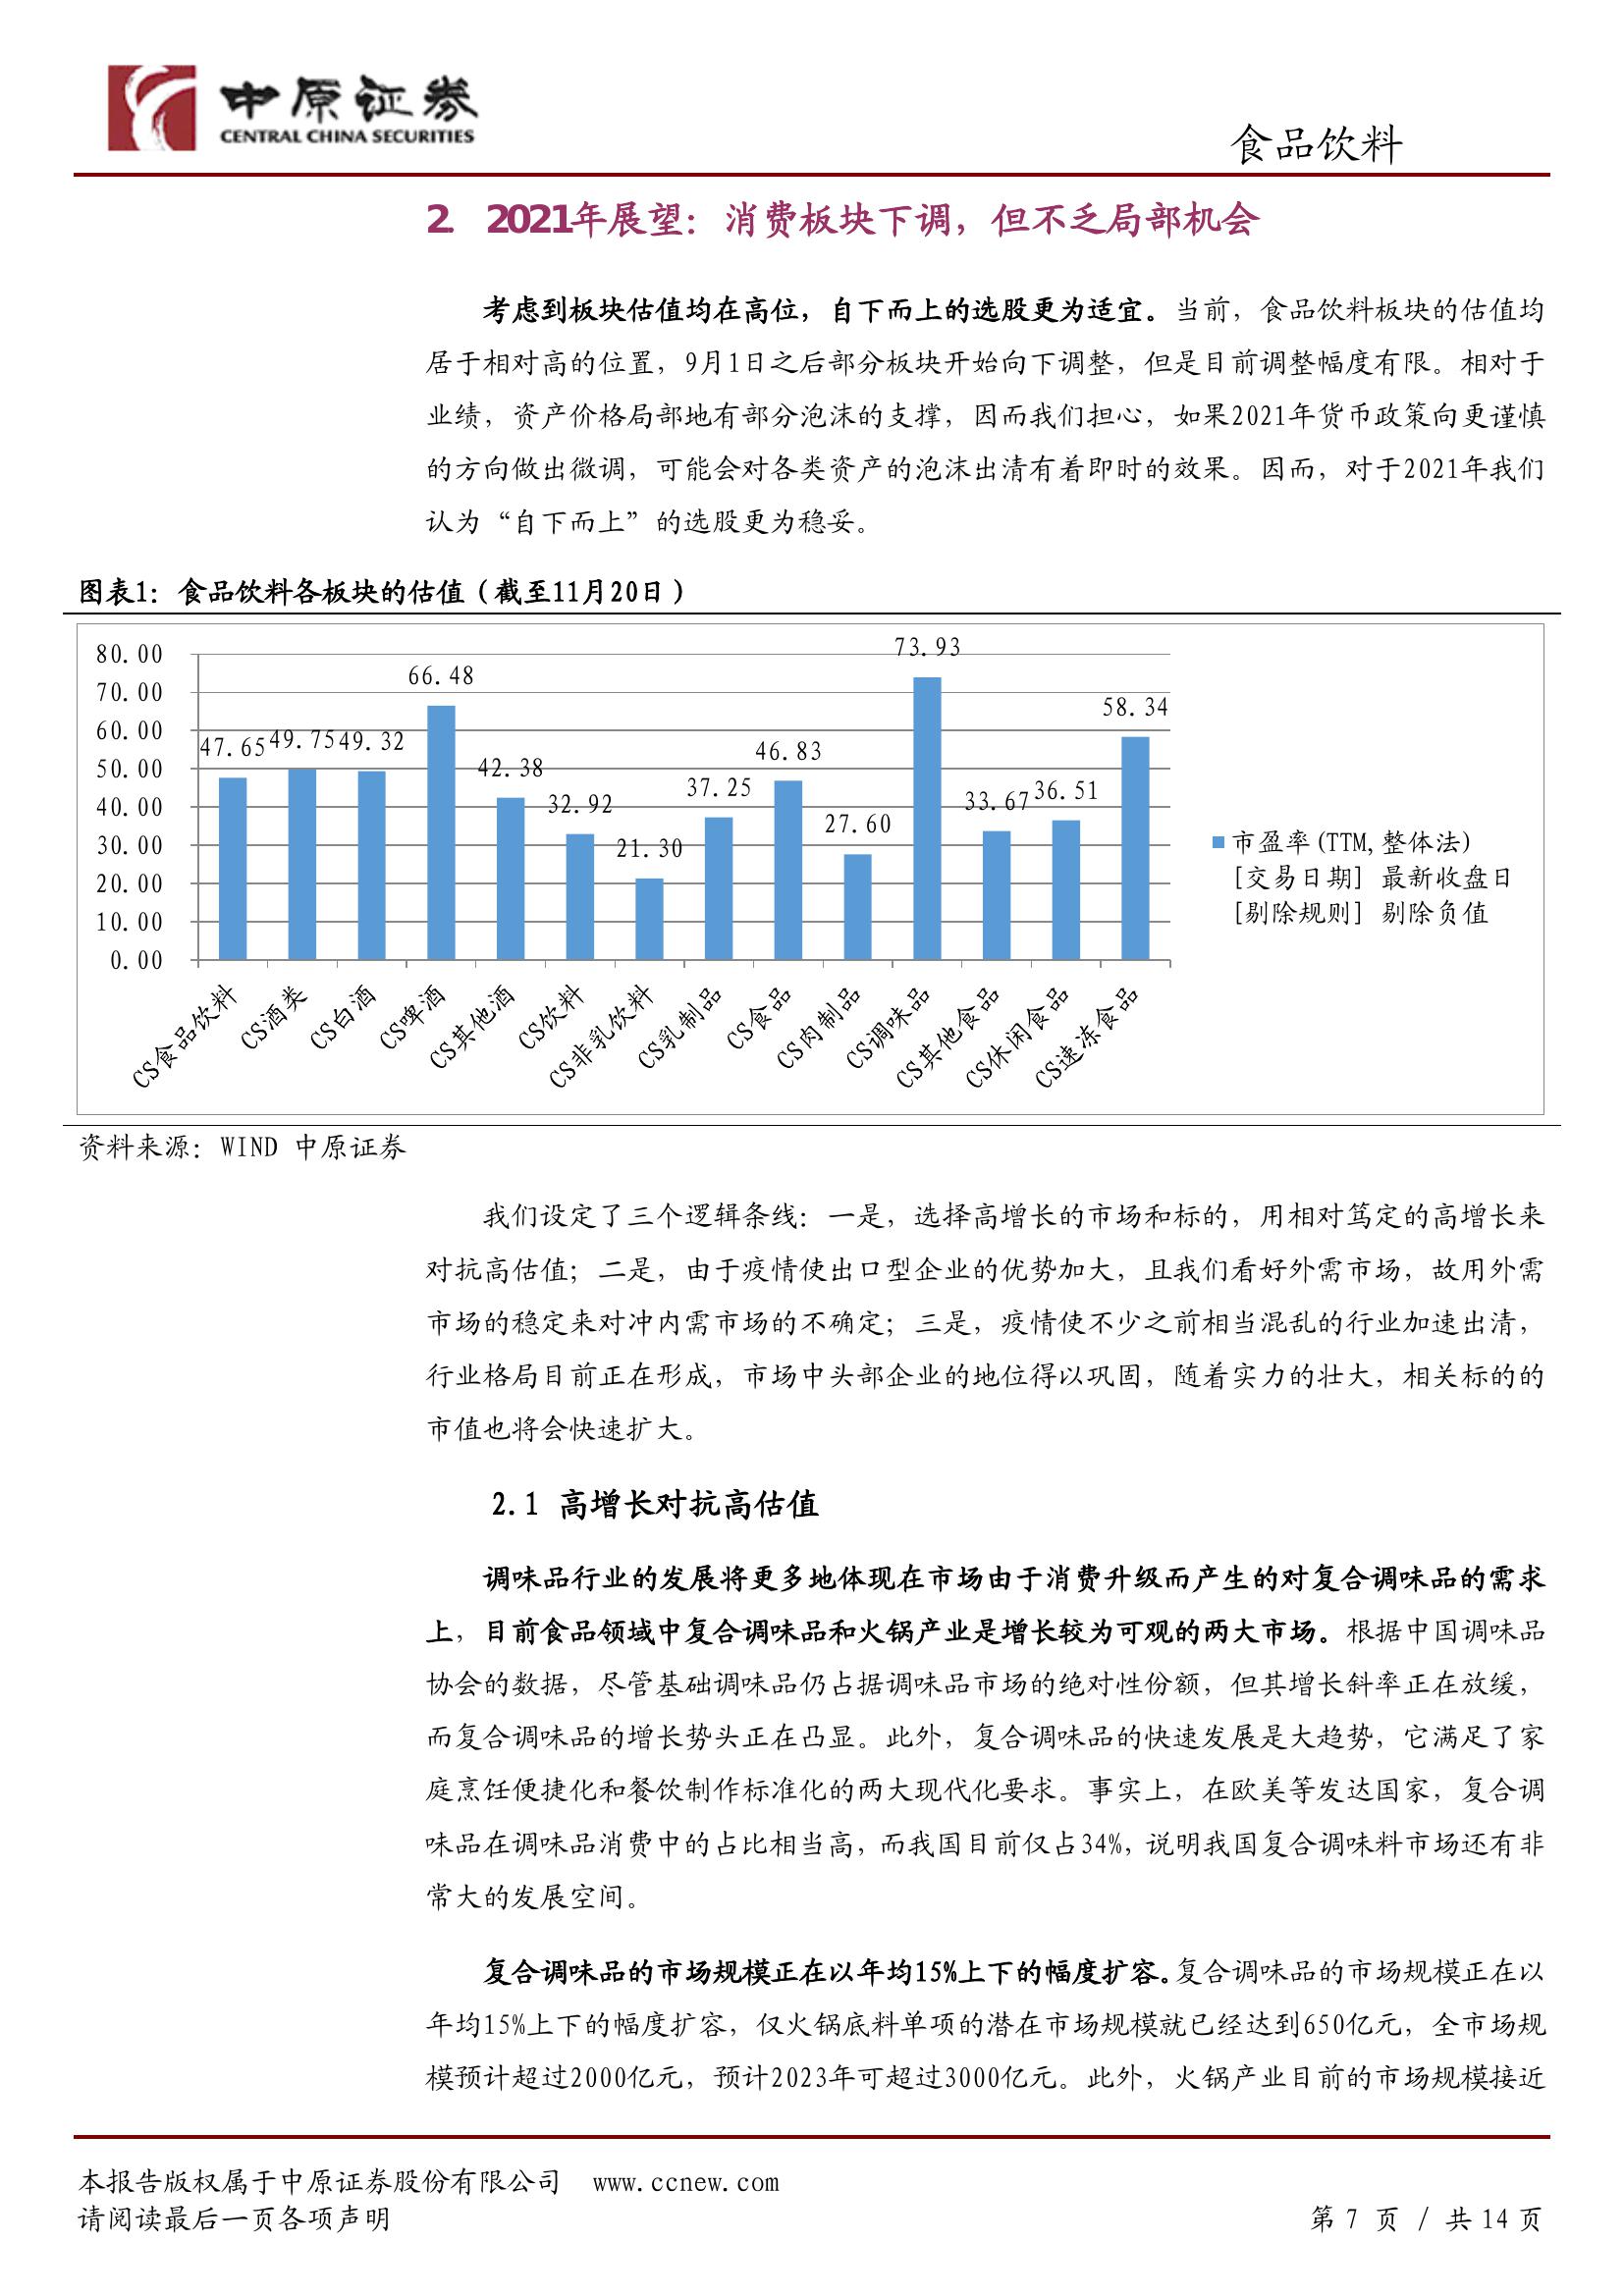 中原证券
CENTRAL CHINA SECURITIES
食品饮料
2. 2021年展望：消费板块下调，但不乏局部机会
考虑到板块估值均在高位，自下而上的选股更为适宜。当前，食品饮料板块的估值均
居于相对高的位置，9月1日之后部分板块开始向下调整，但是目前调整幅度有限。相对于
业绩，资产价格局部地有部分泡沫的支撑，因而我们担心，如果2021年货币政策向更谨慎
的方向做出微调，可能会对各类资产的泡沫出清有着即时的效果。因而，对于2021年我们
认为“自下而上”的选股更为稳妥。
图表1：食品饮料各板块的估值（截至11月20日）
80.00
70.00
60.00
50.00
40.00
30.00
20.00
10.00
0.00
47.65
49.75
49.32
66.48
42.38
32.92
21.30
37.25
46.83
27.60
73.93
33.67
36.51
58.34
CS食品饮料
CS酒类
CS白酒
CS啤酒
CS其他酒
CS饮料
CS非乳饮料
CS乳制品
CS食品
CS肉制品
CS调味品
CS其他食品
CS休闲食品
CS速冻食品
市盈率(TTM,整体法)
[交易日期] 最新收盘日
[剔除规则] 剔除负值
资料来源：WIND 中原证券
我们设定了三个逻辑条线：一是，选择高增长的市场和标的，用相对笃定的高增长来
对抗高估值；二是，由于疫情使出口型企业的优势加大，且我们看好外需市场，故用外需
市场的稳定来对冲内需市场的不确定；三是，疫情使不少之前相当混乱的行业加速出清，
行业格局目前正在形成，市场中头部企业的地位得以巩固，随着实力的壮大，相关标的的
市值也将会快速扩大。
2.1 高增长对抗高估值
调味品行业的发展将更多地体现在市场由于消费升级而产生的对复合调味品的需求
上，目前食品领域中复合调味品和火锅产业是增长较为可观的两大市场。根据中国调味品
协会的数据，尽管基础调味品仍占据调味品市场的绝对性份额，但其增长斜率正在放缓，
而复合调味品的增长势头正在凸显。此外，复合调味品的快速发展是大趋势，它满足了家
庭烹饪便捷化和餐饮制作标准化的两大现代化要求。事实上，在欧美等发达国家，复合调
味品在调味品消费中的占比相当高，而我国目前仅占34%，说明我国复合调味料市场还有非
常大的发展空间。
复合调味品的市场规模正在以年均15%上下的幅度扩容。复合调味品的市场规模正在以
年均15%上下的幅度扩容，仅火锅底料单项的潜在市场规模就已经达到650亿元，全市场规
模预计超过2000亿元，预计2023年可超过3000亿元。此外，火锅产业目前的市场规模接近
本报告版权属于中原证券股份有限公司 www.ccnew.com
请阅读最后一页各项声明
第 7 页 / 共 14 页